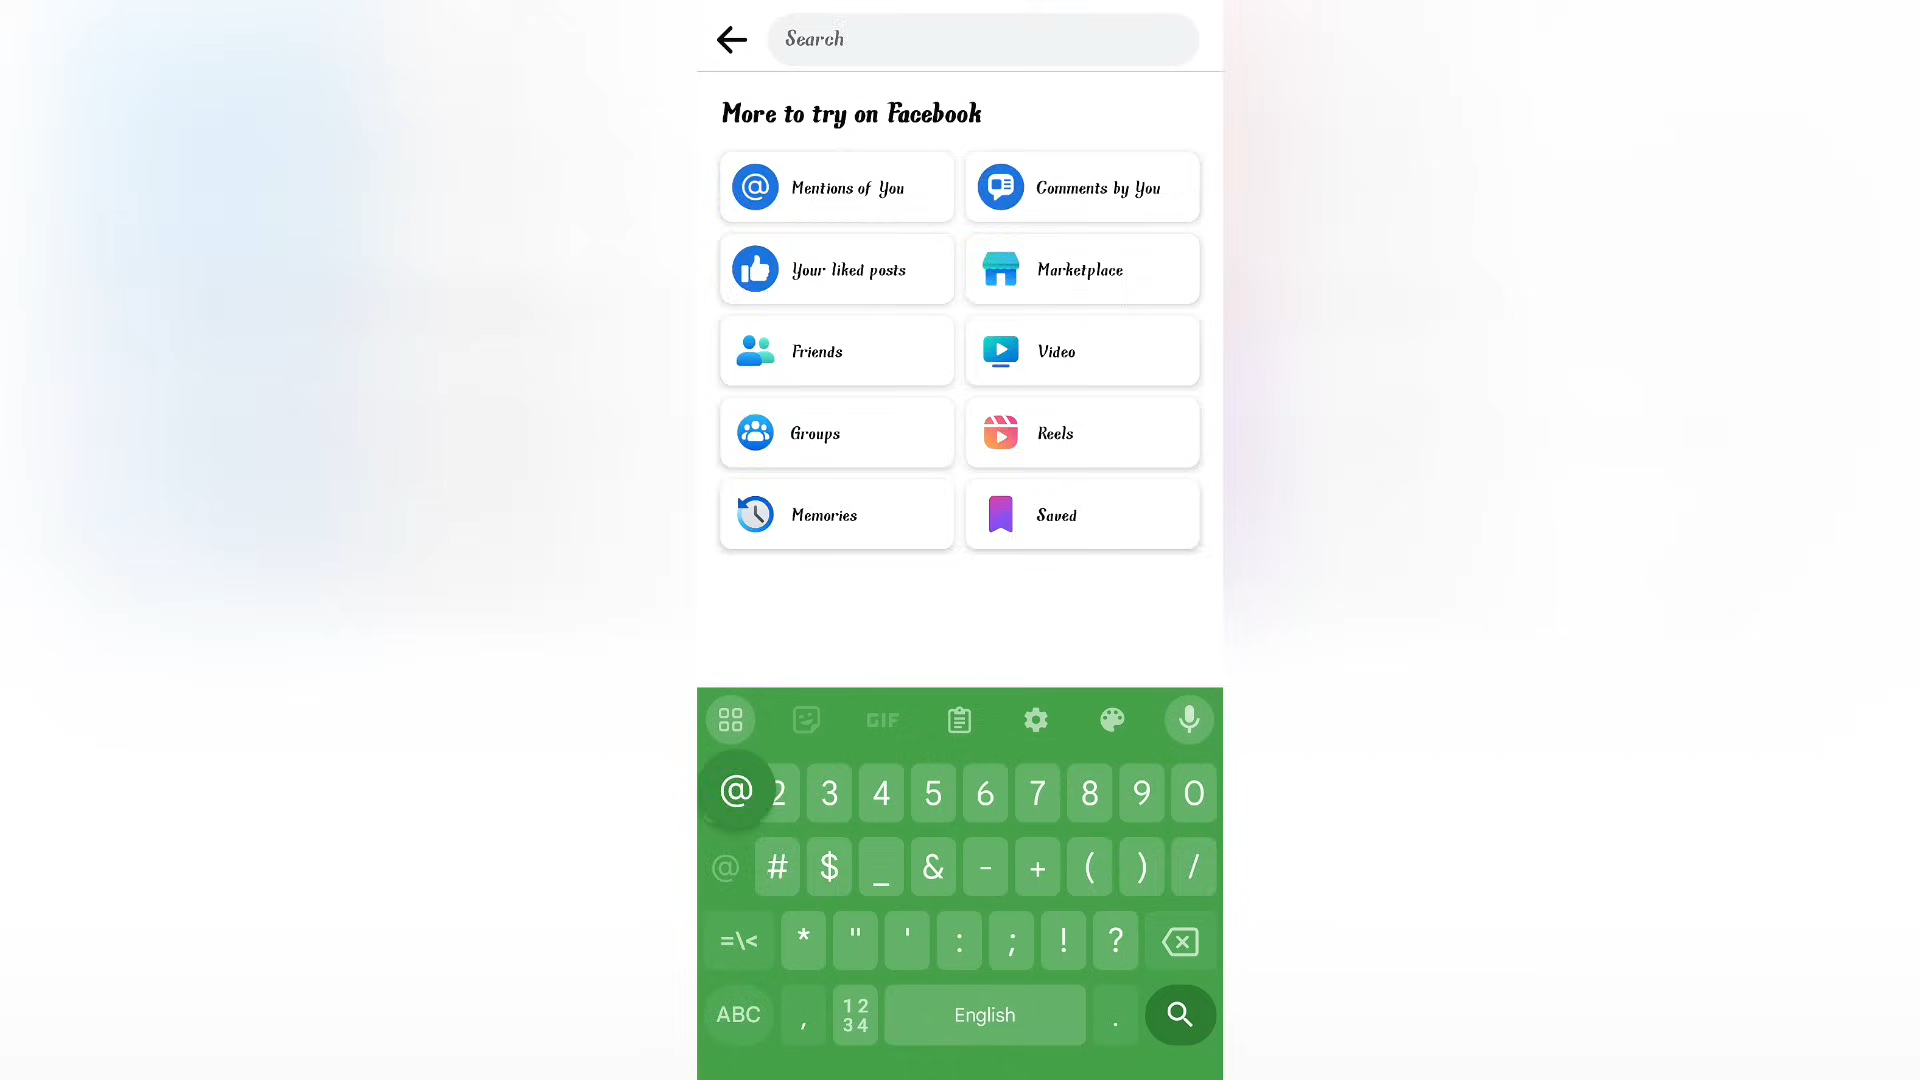 Search
More to try on Facebook
Mentions of You
Comments by You
Your liked posts
Marketplace
Friends
Video
Groups
Reels
Memories
Saved
GIF
@ 2 3 4 5 6 7 8 9 0
@ # $ _ & - + ( ) /
=\< * " ' : ; ! ?
ABC , 12 34 English .